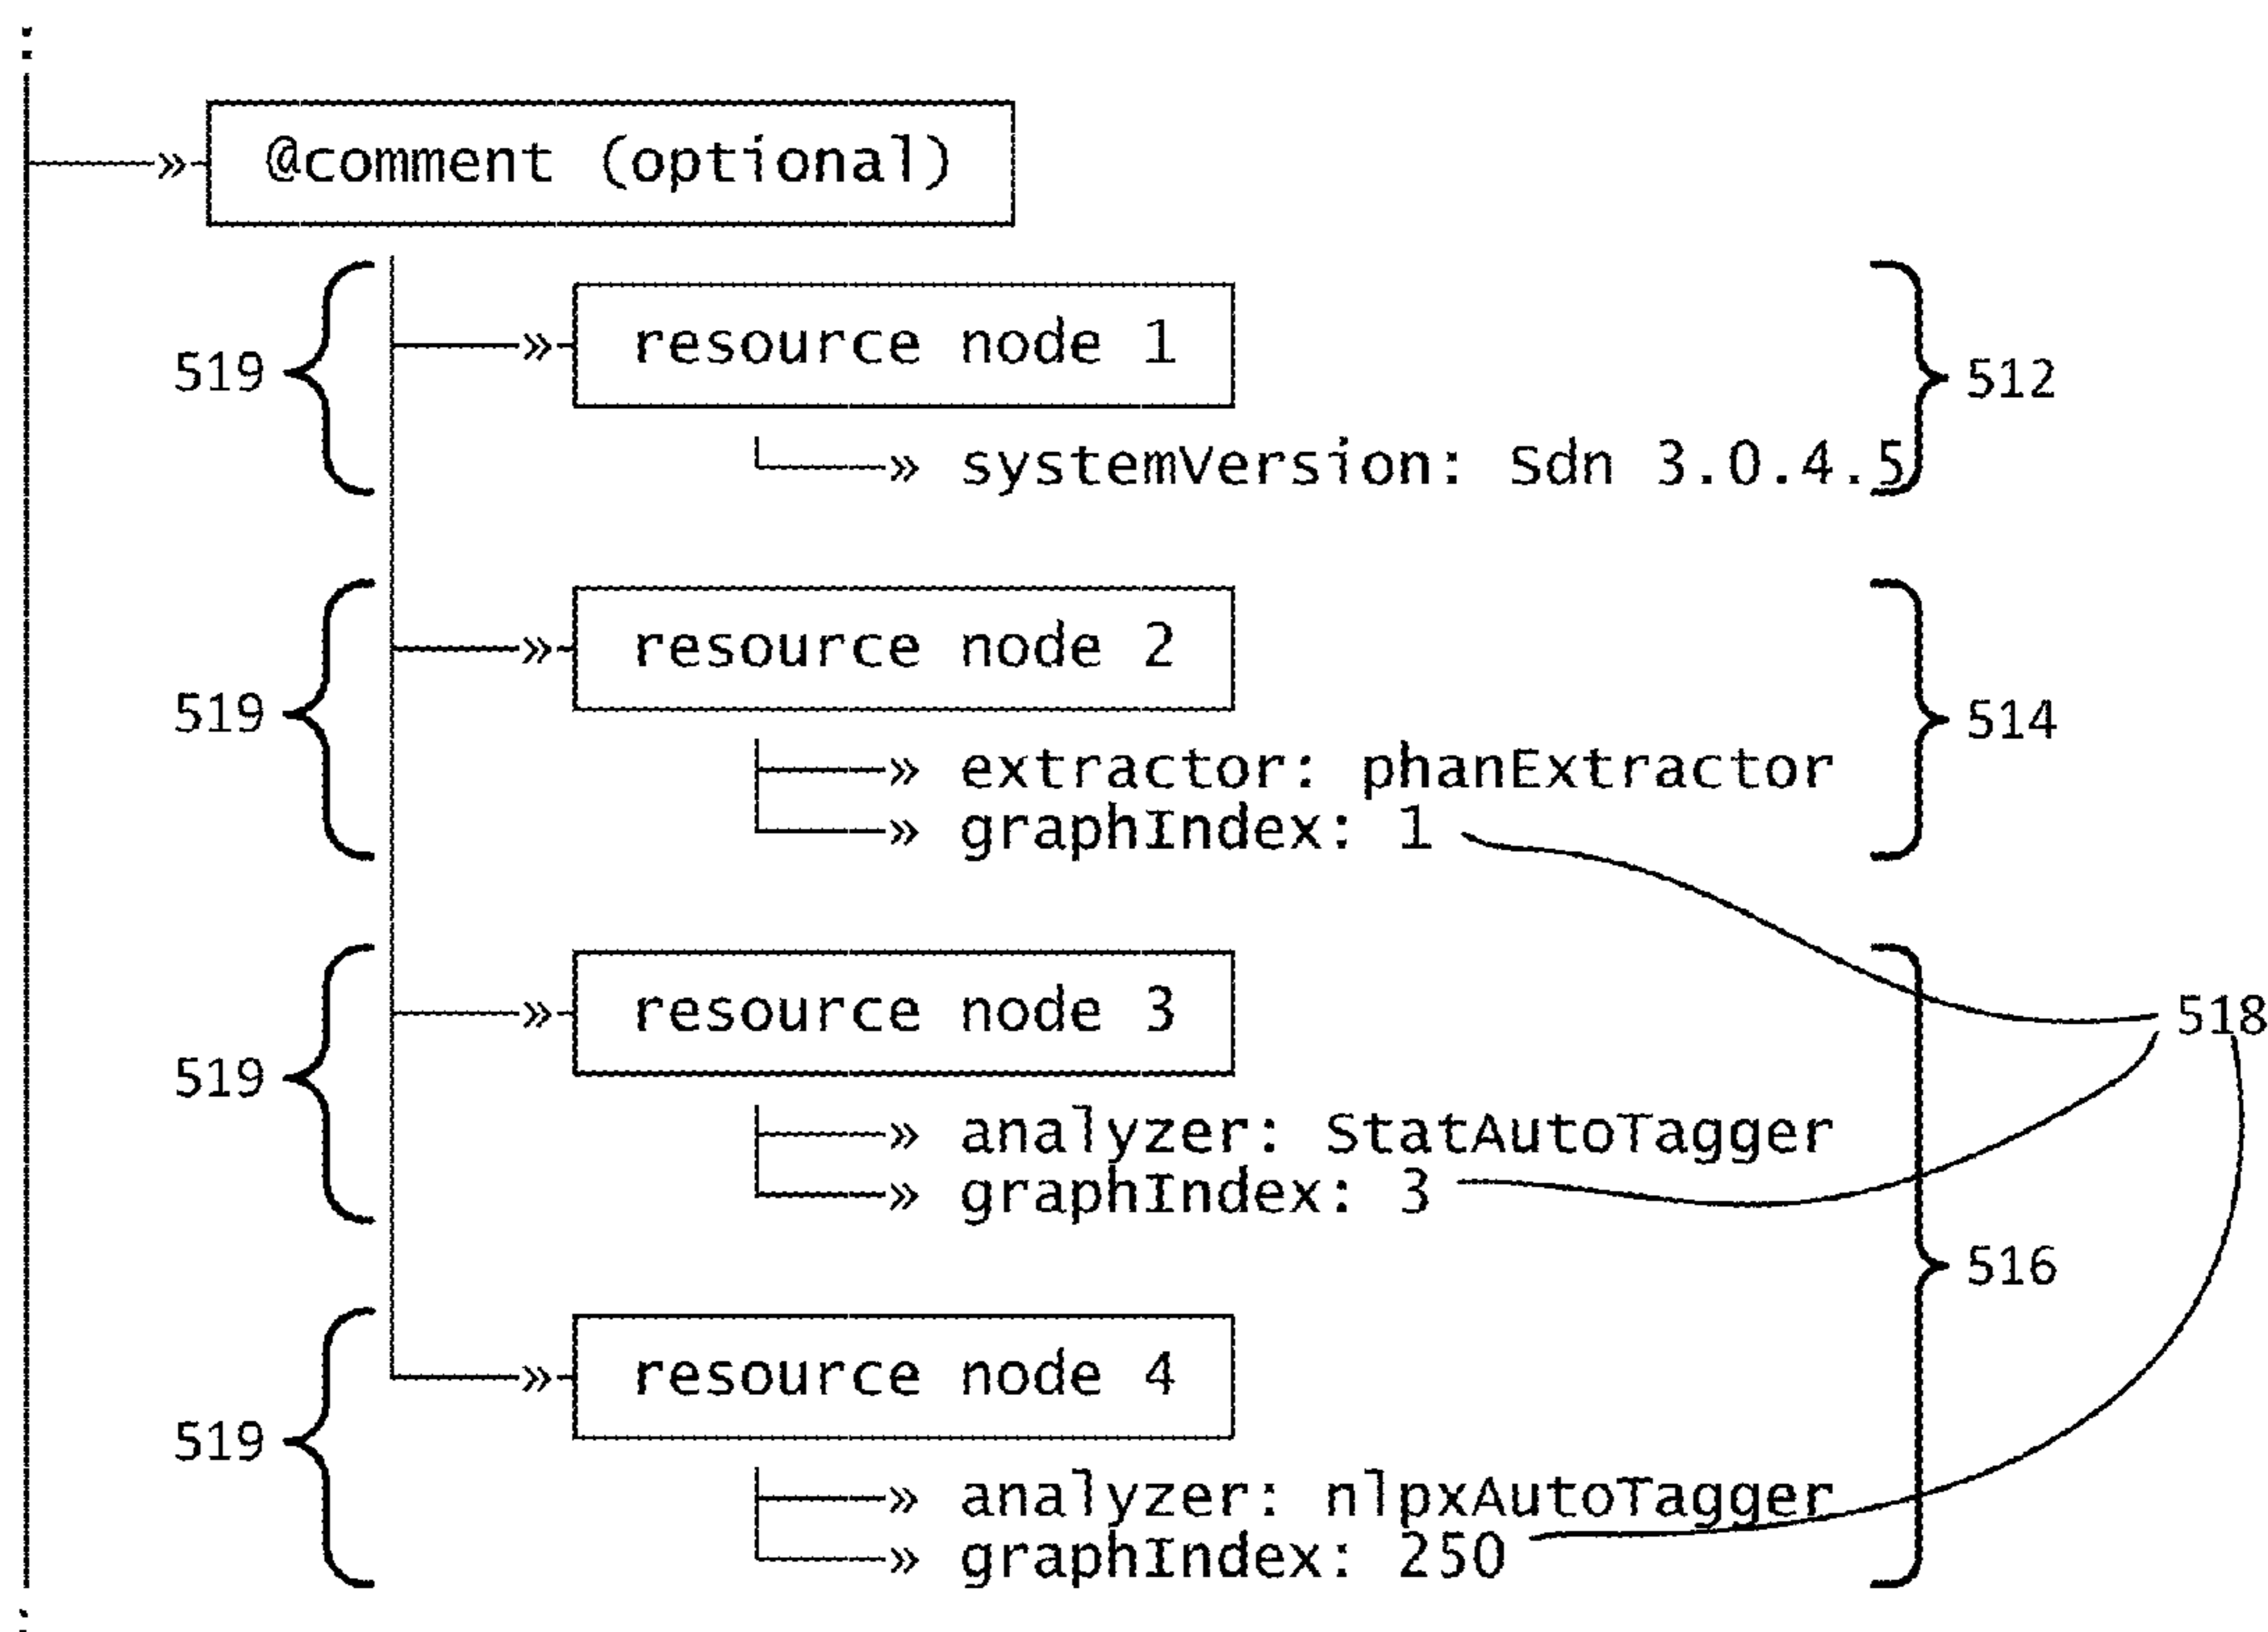 @comment (optional)
resource node 1
519
512
systemVersion: Sdn 3.0.4.5
resource node 2
519
514
extractor: phanExtractor
graphIndex: 1
resource node 3
518
519
analyzer: StatAutoTagger
graphIndex: 3
516
resource node 4
519
analyzer: nlpxAutoTagger
graphIndex: 250